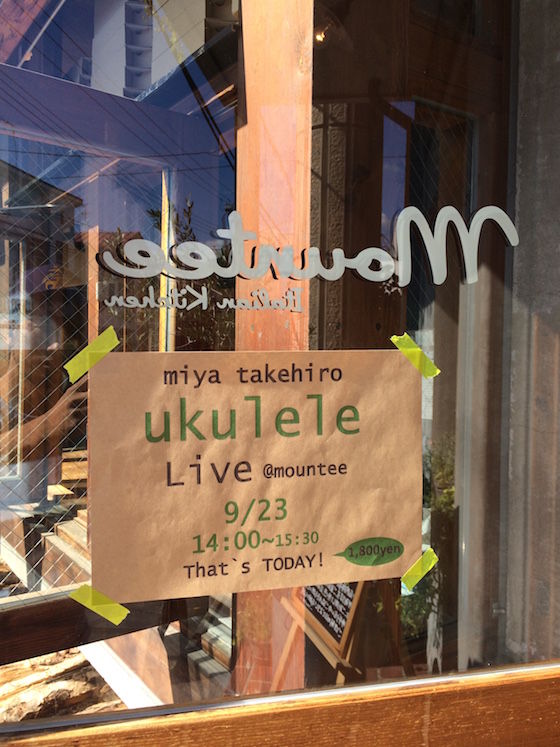 Mountee
Italian Kitchen
miya takehiro
ukulele
Live @mountee
9/23
14:00~15:30
1,800yen
That`s TODAY!